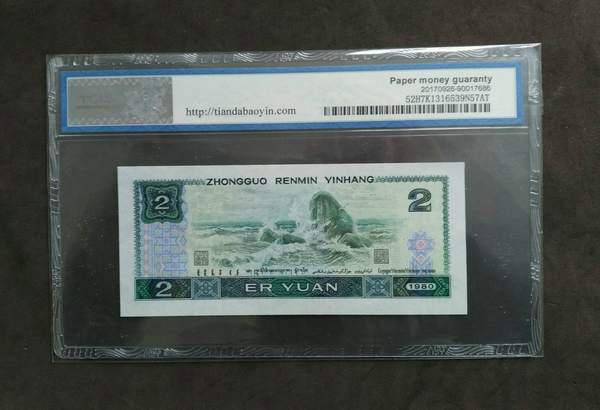 Paper money guaranty
20170926-90017686
http://tiandabaoyin.com
52H7K1316639N57AT
ZHONGGUO RENMIN YINHANG
2
2
2
ER YUAN
1980